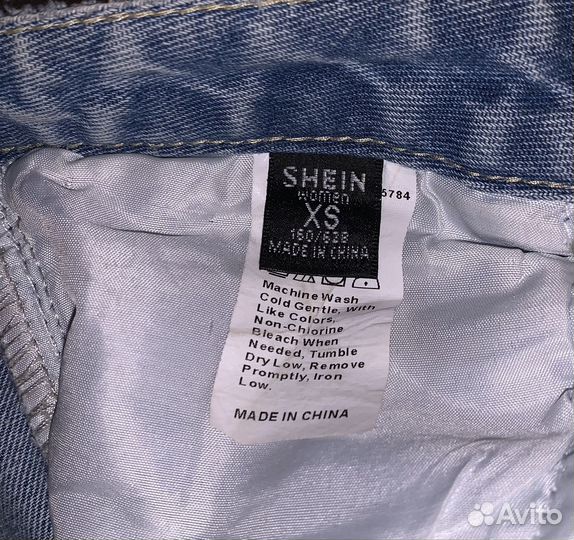 SHEIN
women
XS
160/62B
MADE IN CHINA
5784
Machine Wash
Cold Gentle, with
Like Colors,
Non-Chlorine
Bleach When
Needed, Tumble
Dry Low, Remove
Promptly, Iron
Low.
MADE IN CHINA
Avito